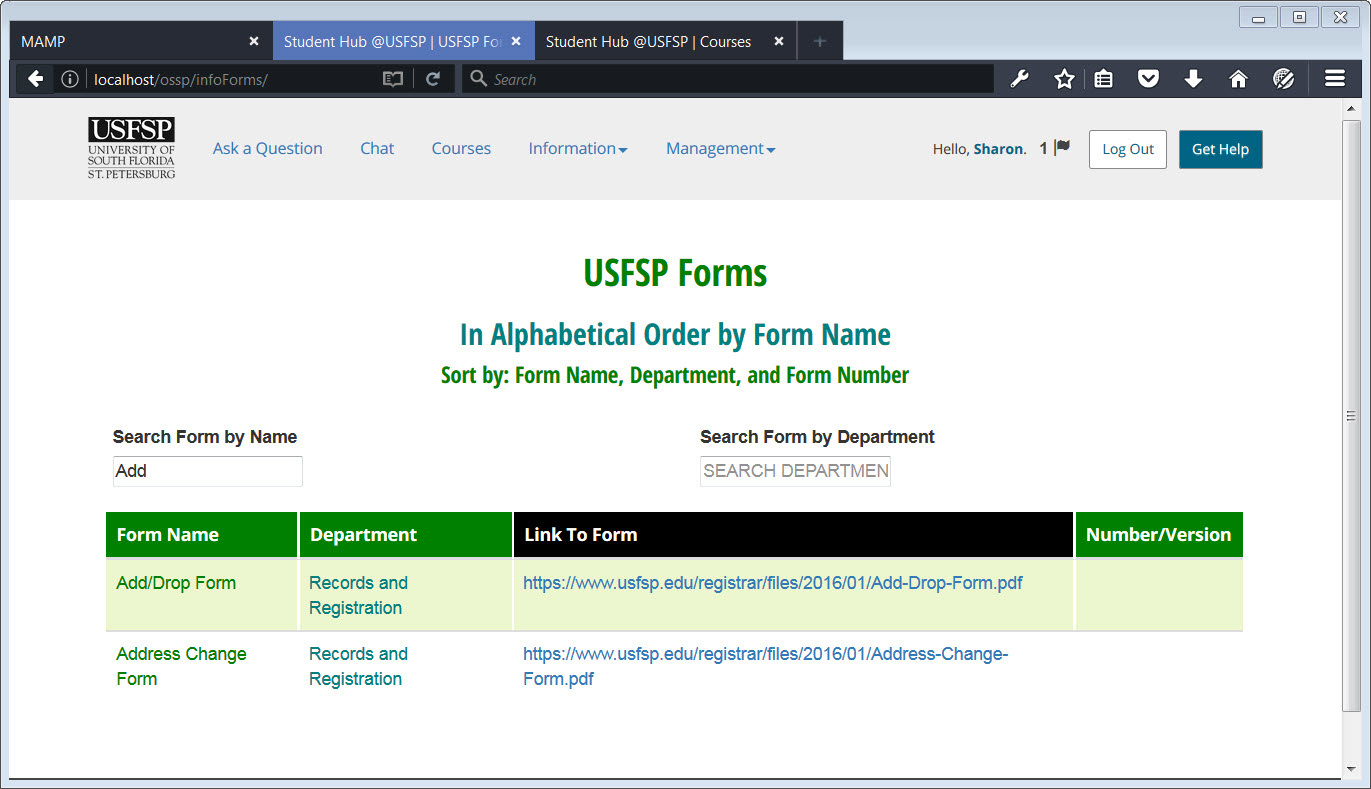 MAMP
Student Hub @USFSP | USFSP Fo
Student Hub @USFSP | Courses
localhost/ossp/infoForms/
Search
USFSP
UNIVERSITY OF
SOUTH FLORIDA
ST. PETERSBURG
Ask a Question
Chat
Courses
Information
Management
Hello, Sharon.
1
Log Out
Get Help
USFSP Forms
In Alphabetical Order by Form Name
Sort by: Form Name, Department, and Form Number
Search Form by Name
Search Form by Department
Add
SEARCH DEPARTMEN
Form Name
Department
Link To Form
Number/Version
Add/Drop Form
Records and
Registration
https://www.usfsp.edu/registrar/files/2016/01/Add-Drop-Form.pdf
Address Change
Form
Records and
Registration
https://www.usfsp.edu/registrar/files/2016/01/Address-Change-
Form.pdf